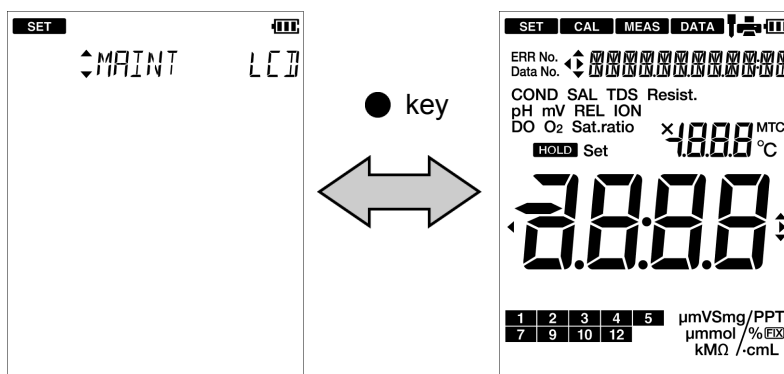 SET
MAINT LCD
● key
SET CAL MEAS DATA
ERR No.
Data No.
COND SAL TDS Resist.
pH mV REL ION
DO O2 Sat.ratio
MTC
°C
HOLD Set
1 2 3 4 5
7 9 10 12
µmVSmg/PPT
µmmol/% FIX
kMΩ/·cmL